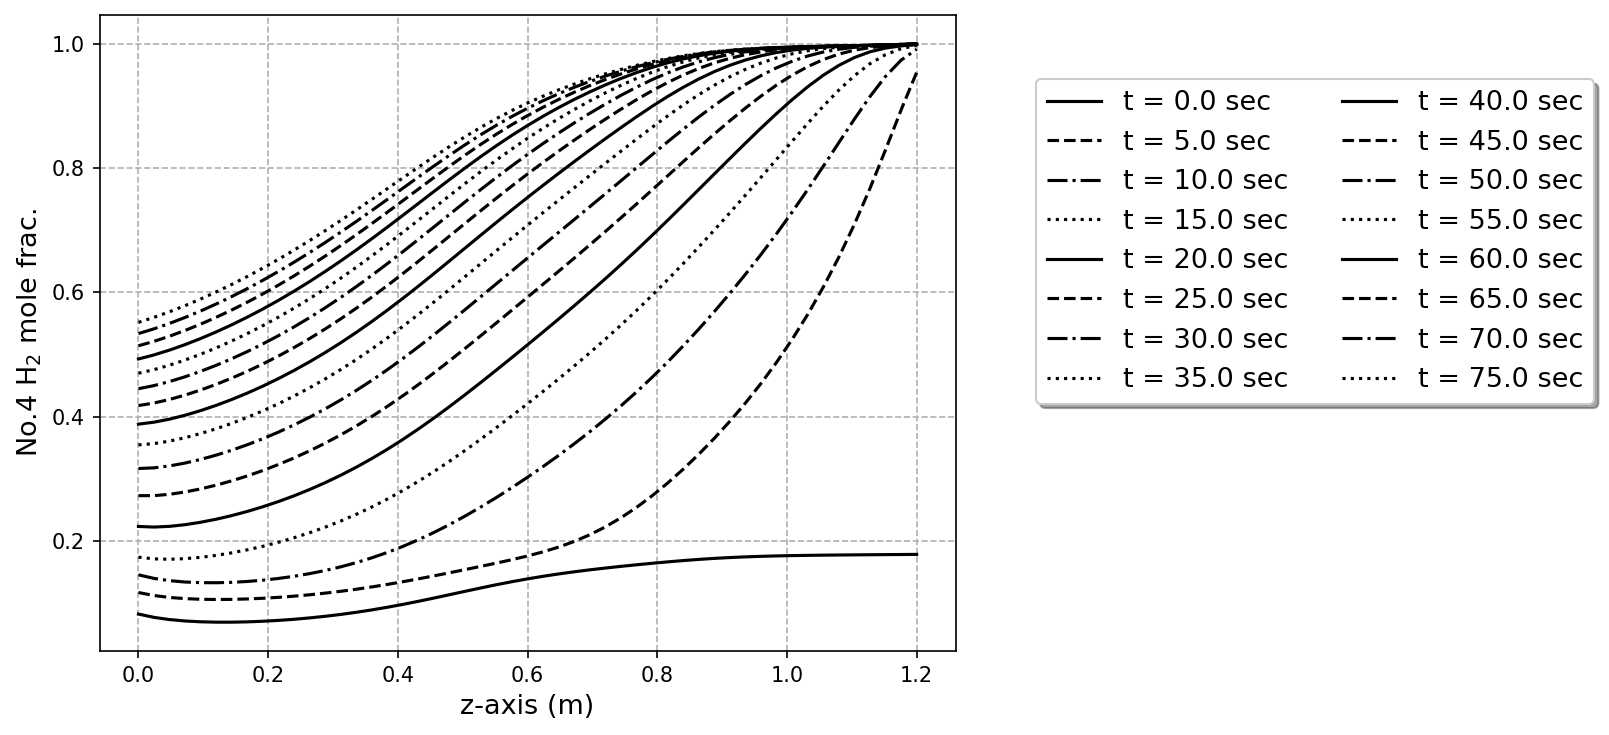 No.4 H₂ mole frac.
1.0
0.8
0.6
0.4
0.2
0.0 0.2 0.4 0.6 0.8 1.0 1.2
z-axis (m)
t = 0.0 sec
t = 5.0 sec
t = 10.0 sec
t = 15.0 sec
t = 20.0 sec
t = 25.0 sec
t = 30.0 sec
t = 35.0 sec
t = 40.0 sec
t = 45.0 sec
t = 50.0 sec
t = 55.0 sec
t = 60.0 sec
t = 65.0 sec
t = 70.0 sec
t = 75.0 sec